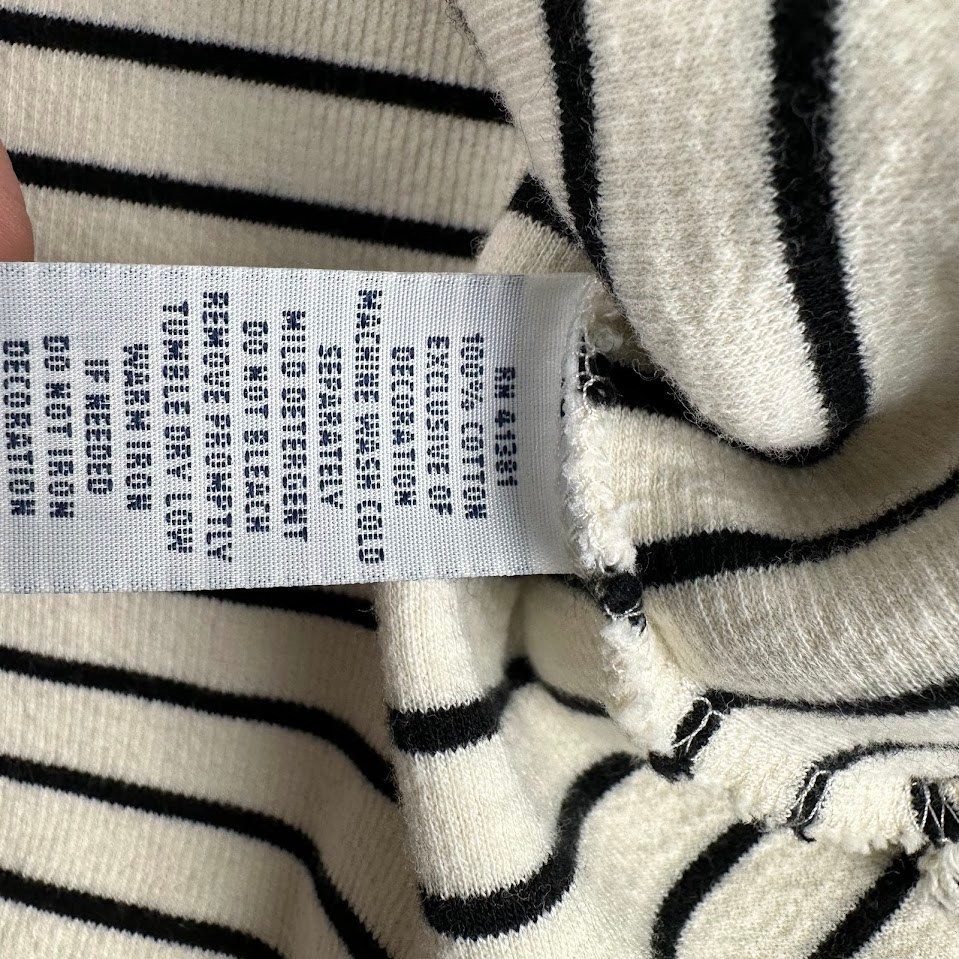 RN 41381
100% COTTON
EXCLUSIVE OF
DECORATION
MACHINE WASH COLD
SEPARATELY
MILD DETERGENT
DO NOT BLEACH
REMOVE PROMPTLY
TUMBLE DRY LOW
WARM IRON
IF NEEDED
DO NOT IRON
DECORATION